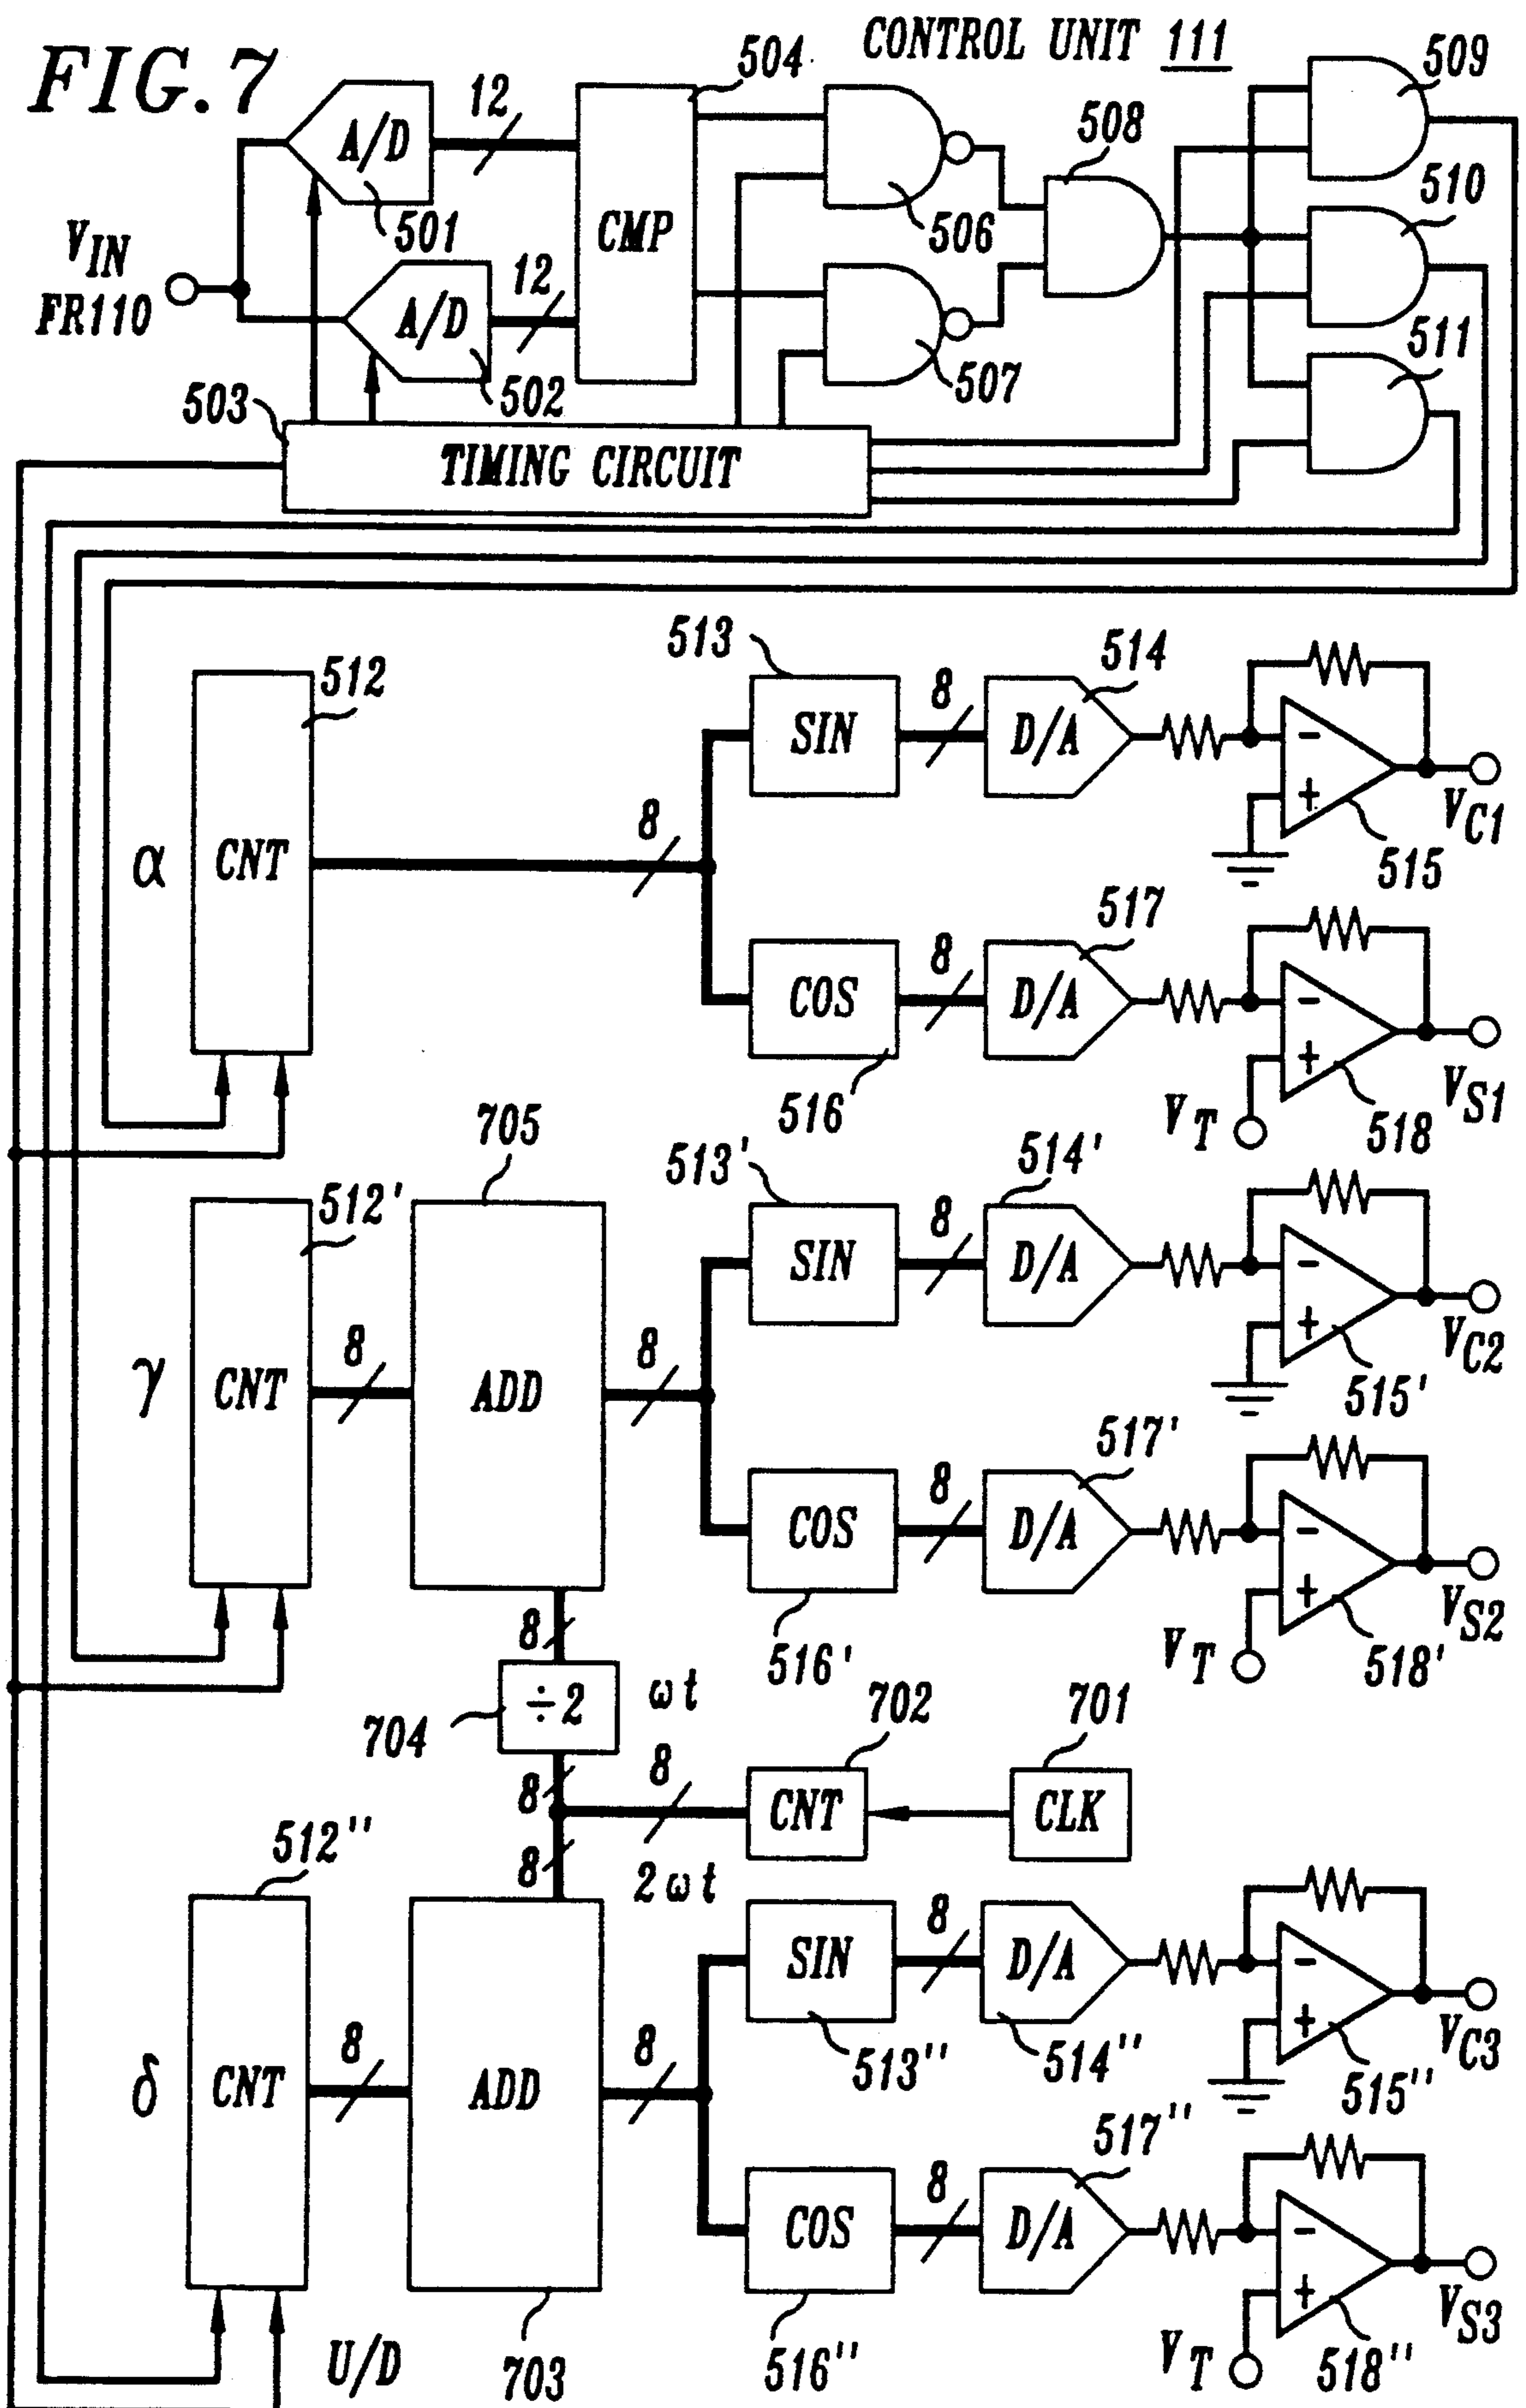 FIG. 7
CONTROL UNIT 111
504
509
12
A/D
501
508
506
510
V_IN
FR110
CMP
12
A/D
502
507
511
503
TIMING CIRCUIT
513
514
512
8
SIN
D/A
-
+
V_C1
515
α
CNT
8
517
8
COS
D/A
-
+
V_S1
516
V_T
518
705
513'
514'
512'
8
SIN
D/A
-
+
V_C2
515'
γ
CNT
8
ADD
8
517'
8
COS
D/A
-
+
V_S2
516'
V_T
518'
8
÷2
ωt
704
702
701
8
8
CNT
CLK
8
2ωt
512''
8
SIN
D/A
-
+
V_C3
513''
514''
515''
δ
CNT
8
ADD
8
517''
8
COS
D/A
-
+
V_S3
U/D
703
516''
V_T
518''